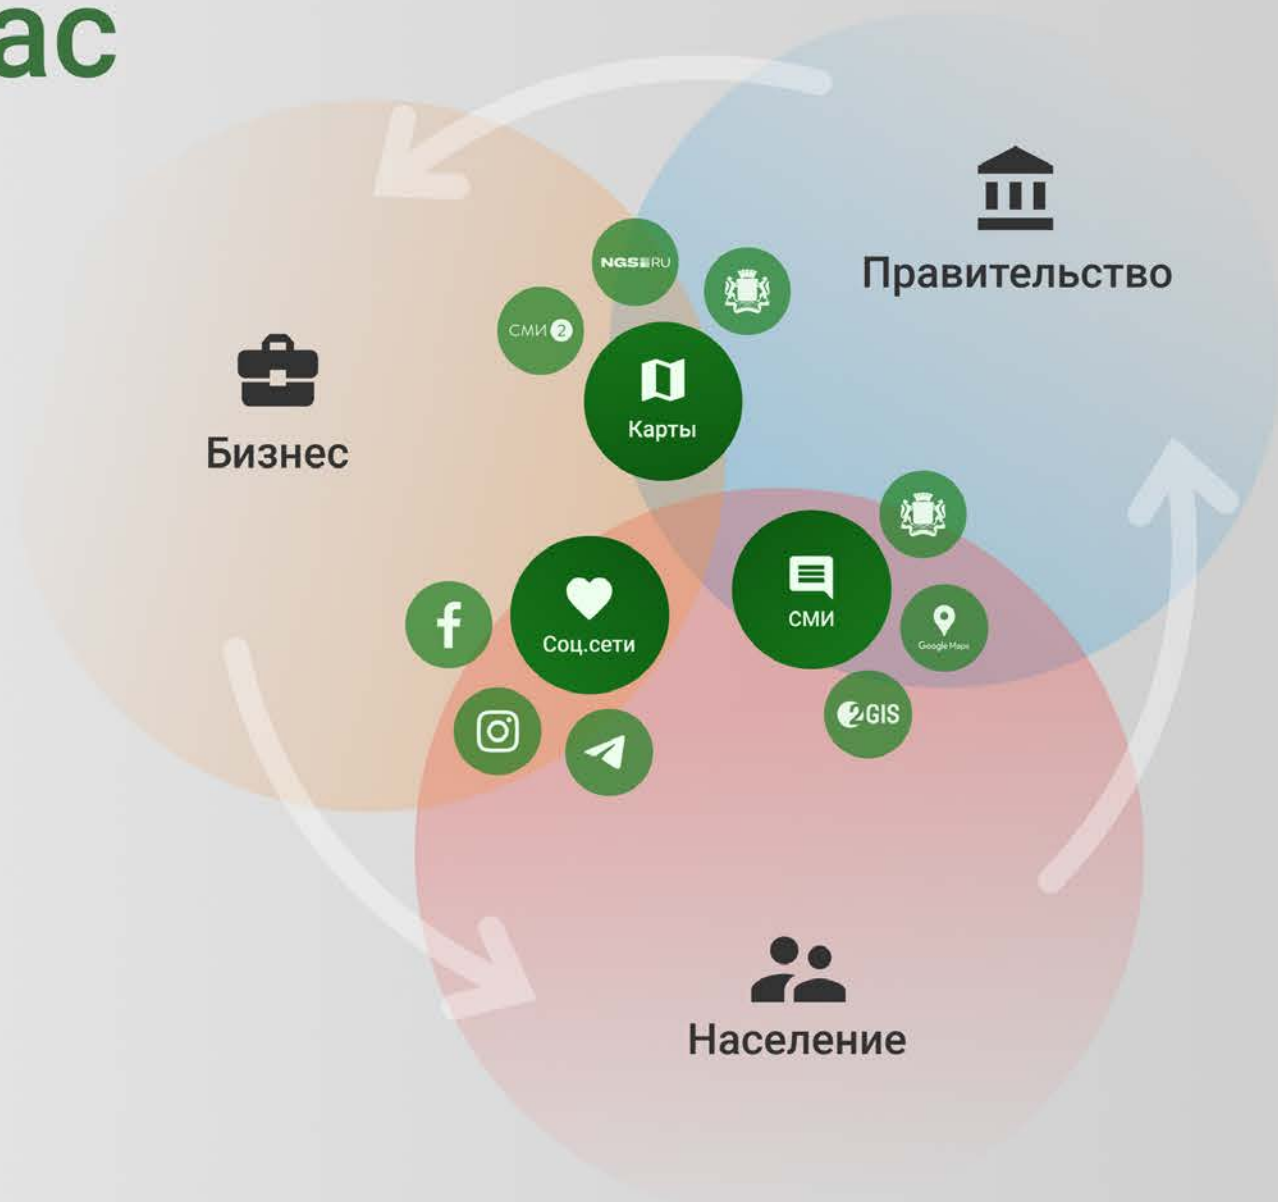 ас
Правительство
NGS RU
СМИ 2
Карты
Бизнес
СМИ
Соц.сети
f
Google Maps
2GIS
Население